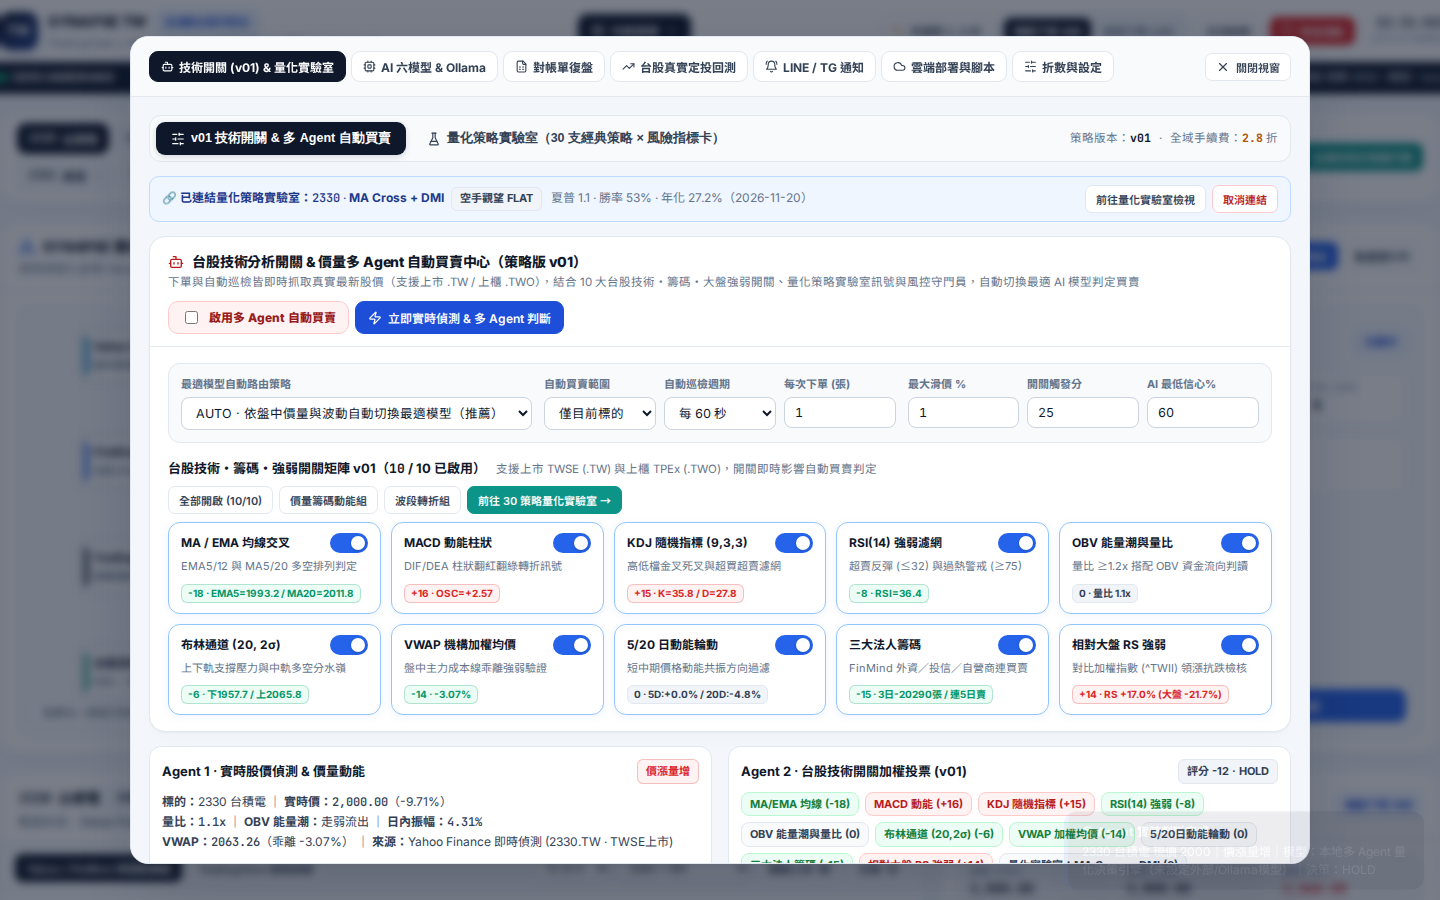 技術開關 (v01) & 量化實驗室
AI 六模型 & Ollama
對帳單復盤
台股真實定投回測
LINE / TG 通知
雲端部署與腳本
折數與設定
關閉視窗
v01 技術開關 & 多 Agent 自動買賣
量化策略實驗室（30 支經典策略 × 風險指標卡）
策略版本：v01 · 全域手續費：2.8 折
已連結量化策略實驗室：2330 · MA Cross + DMI
空手觀望 FLAT
夏普 1.1 · 勝率 53% · 年化 27.2%（2026-11-20）
前往量化實驗室檢視
取消連結
台股技術分析開關 & 價量多 Agent 自動買賣中心（策略版 v01）
下單與自動巡檢皆即時抓取真實最新股價（支援上市 .TW / 上櫃 .TWO），結合 10 大台股技術・籌碼・大盤強弱開關、量化策略實驗室訊號與風控守門員，自動切換最適 AI 模型判定買賣
啟用多 Agent 自動買賣
立即實時偵測 & 多 Agent 判斷
最適模型自動路由策略
自動買賣範圍
自動巡檢週期
每次下單 (張)
最大滑價 %
開關觸發分
AI 最低信心%
AUTO · 依盤中價量與波動自動切換最適模型（推薦）
僅目前標的
每 60 秒
1
1
25
60
台股技術・籌碼・強弱開關矩陣 v01（10 / 10 已啟用）
支援上市 TWSE (.TW) 與上櫃 TPEx (.TWO)，開關即時影響自動買賣判定
全部開啟 (10/10)
價量籌碼動能組
波段轉折組
前往 30 策略量化實驗室 →
MA / EMA 均線交叉
EMA5/12 與 MA5/20 多空排列判定
-18 · EMA5=1993.2 / MA20=2011.8
MACD 動能柱狀
DIF/DEA 柱狀翻紅翻綠轉折訊號
+16 · OSC=+2.57
KDJ 隨機指標 (9,3,3)
高低檔金叉死叉與超買超賣濾網
+15 · K=35.8 / D=27.8
RSI(14) 強弱濾網
超賣反彈 (≤32) 與過熱警戒 (≥75)
-8 · RSI=36.4
OBV 能量潮與量比
量比 ≥1.2x 搭配 OBV 資金流向判讀
0 · 量比 1.1x
布林通道 (20, 2σ)
上下軌支撐壓力與中軌多空分水嶺
-6 · 下1957.7 / 上2065.8
VWAP 機構加權均價
盤中主力成本線乖離強弱驗證
-14 · -3.07%
5/20 日動能輪動
短中期價格動能共振方向過濾
0 · 5D:+0.0% / 20D:-4.8%
三大法人籌碼
FinMind 外資／投信／自營商連買賣
-15 · 3日-20290張 / 連5日賣
相對大盤 RS 強弱
對比加權指數 (^TWII) 領漲抗跌檢核
+14 · RS +17.0% (大盤 -21.7%)
Agent 1 · 實時股價偵測 & 價量動能
價漲量增
標的：2330 台積電 ｜ 實時價：2,000.00（-9.71%）
量比：1.1x ｜ OBV 能量潮：走弱流出 ｜ 日內振幅：4.31%
VWAP：2063.26（乖離 -3.07%） ｜ 來源：Yahoo Finance 即時偵測 (2330.TW · TWSE上市)
Agent 2 · 台股技術開關加權投票 (v01)
評分 -12 · HOLD
MA/EMA 均線 (-18)
MACD 動能 (+16)
KDJ 隨機指標 (+15)
RSI(14) 強弱 (-8)
OBV 能量潮與量比 (0)
布林通道 (20,2σ) (-6)
VWAP 加權均價 (-14)
5/20日動能輪動 (0)